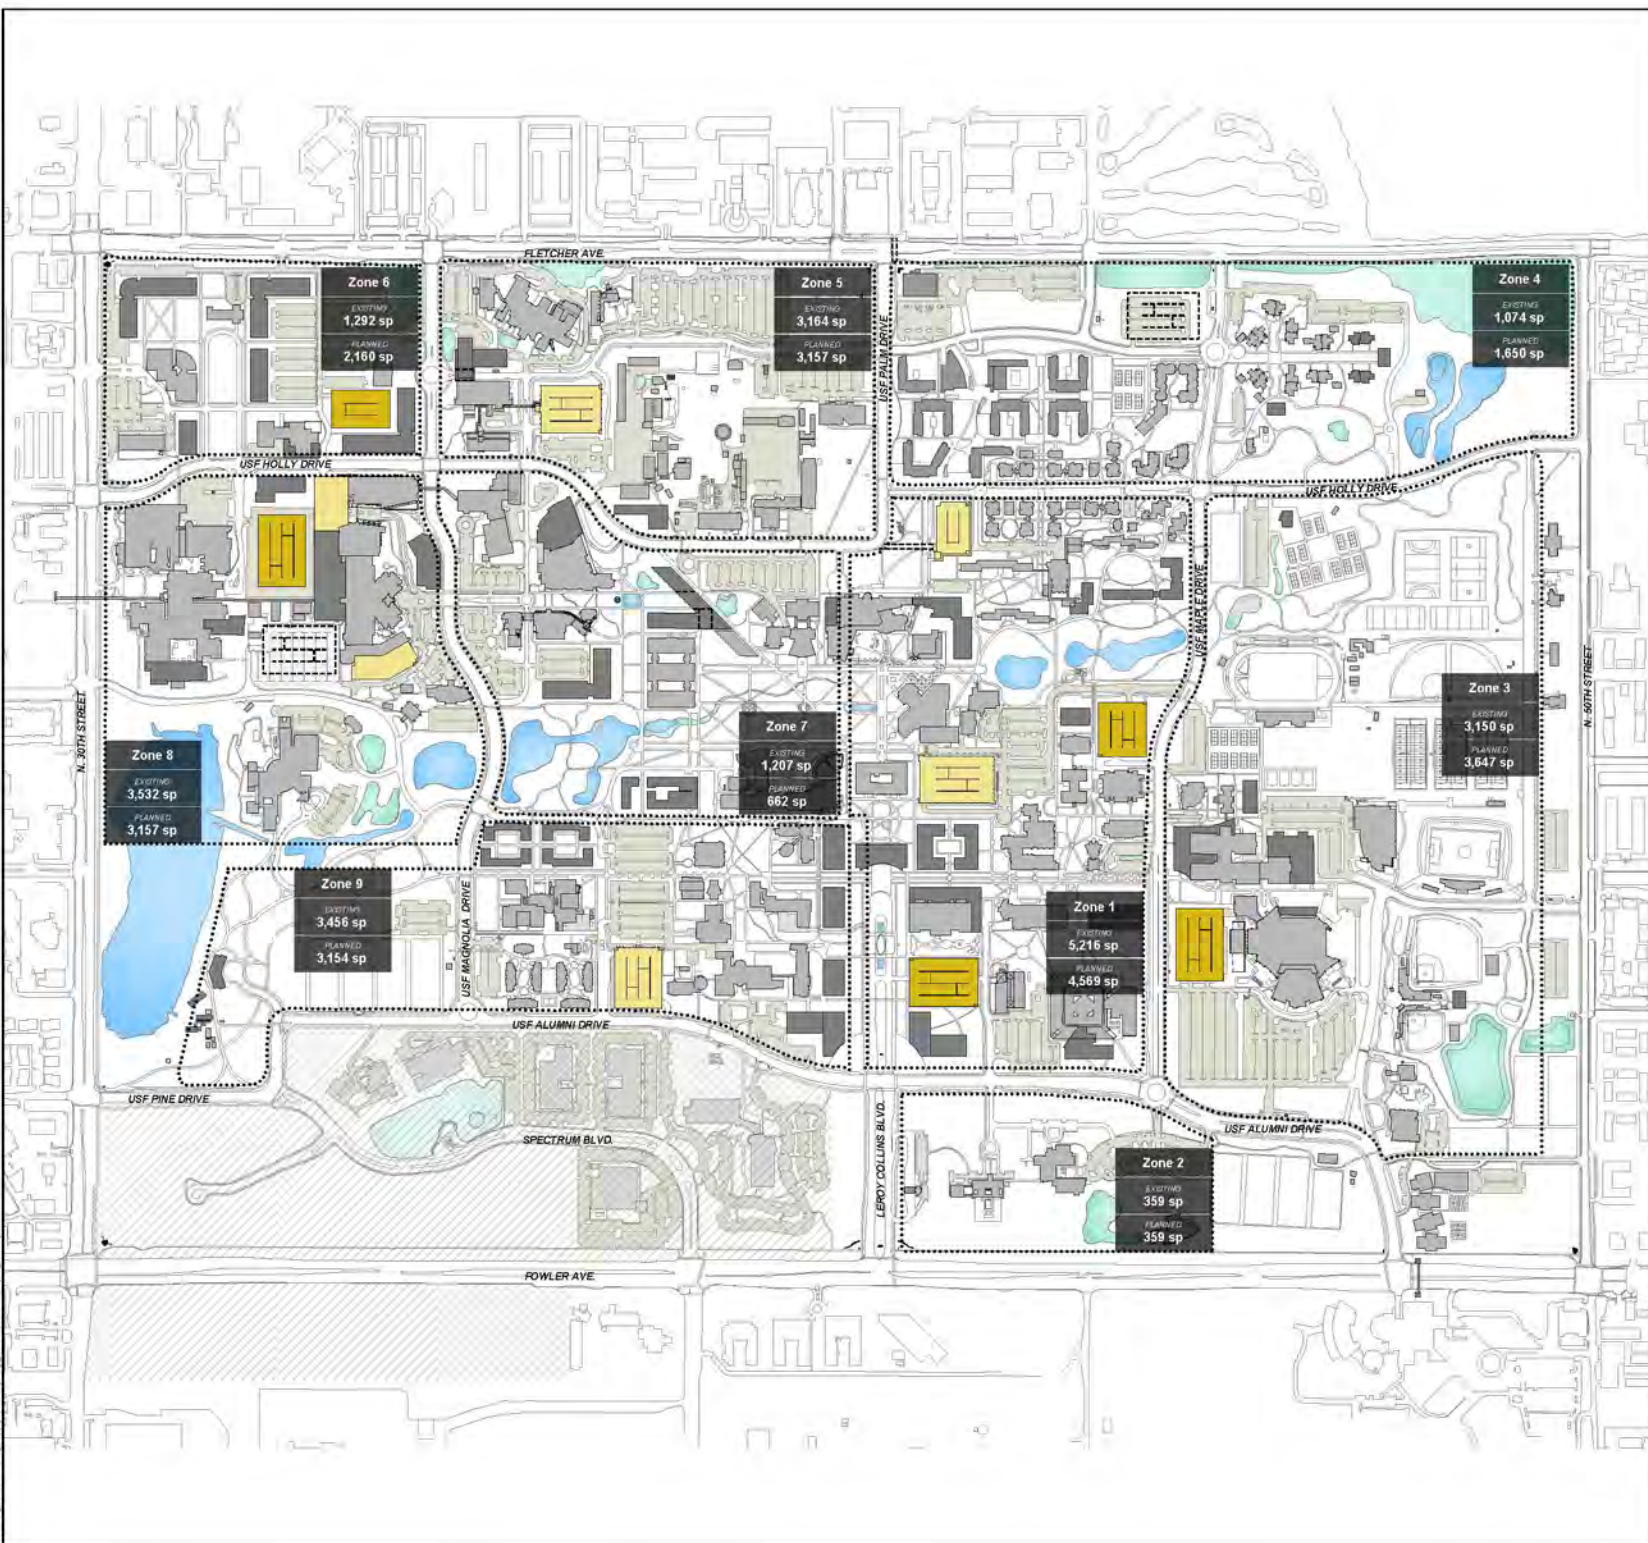 FLETCHER AVE.
Zone 6
EXISTING
1,292 sp
PLANNED
2,160 sp
Zone 5
EXISTING
3,164 sp
PLANNED
3,157 sp
USF PALM DRIVE
Zone 4
EXISTING
1,074 sp
PLANNED
1,650 sp
USF HOLLY DRIVE
USF HOLLY DRIVE
USF MAPLE DRIVE
N. 30TH STREET
N. 50TH STREET
Zone 3
EXISTING
3,150 sp
PLANNED
3,647 sp
Zone 7
EXISTING
1,207 sp
PLANNED
662 sp
Zone 8
EXISTING
3,532 sp
PLANNED
3,157 sp
Zone 9
EXISTING
3,456 sp
PLANNED
3,154 sp
USF MAGNOLIA DRIVE
Zone 1
EXISTING
5,216 sp
PLANNED
4,569 sp
USF ALUMNI DRIVE
USF PINE DRIVE
SPECTRUM BLVD.
LEROY COLLINS BLVD.
USF ALUMNI DRIVE
Zone 2
EXISTING
359 sp
PLANNED
359 sp
FOWLER AVE.